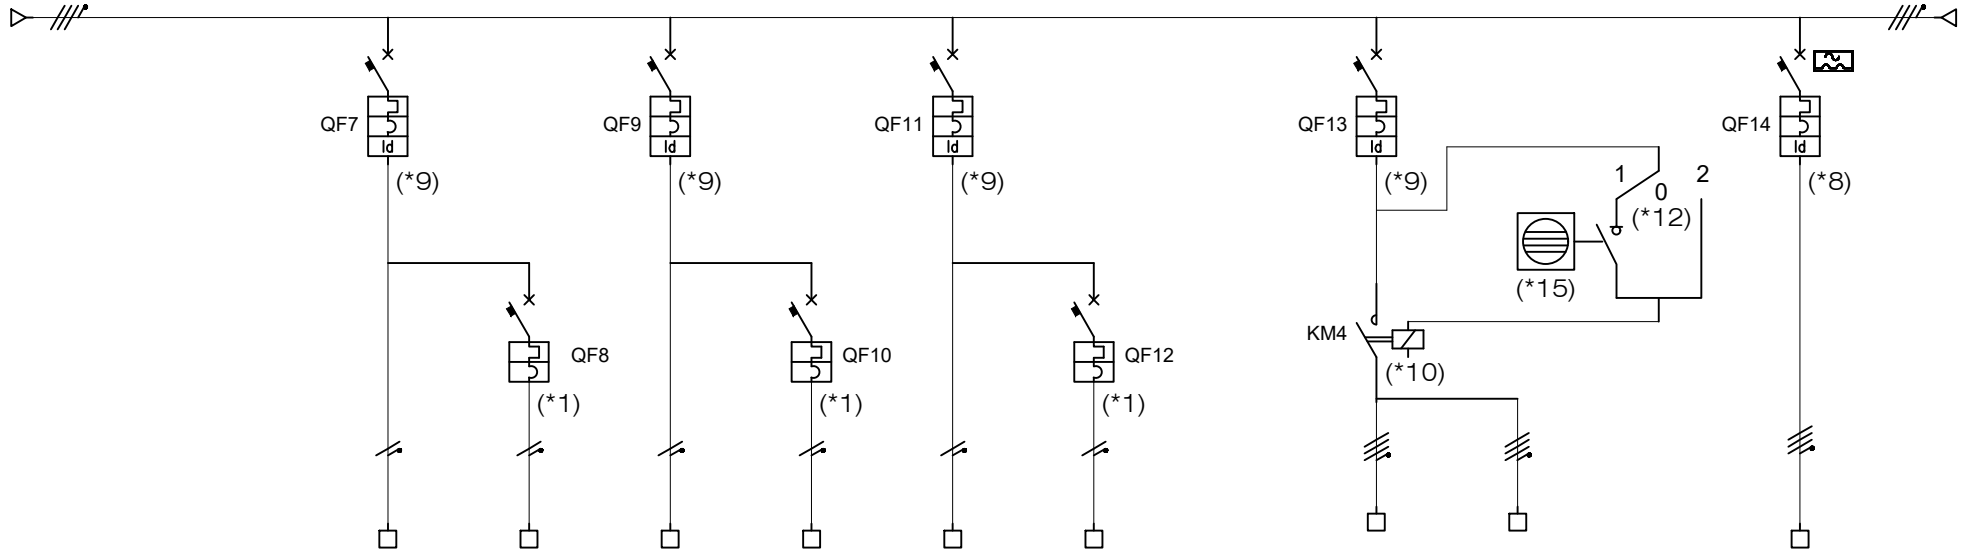 QF7
Id
(*9)
QF9
Id
(*9)
QF11
Id
(*9)
QF13
Id
(*9)
QF14
Id
(*8)
1
0
2
(*12)
(*15)
KM4
(*10)
QF8
(*1)
QF10
(*1)
QF12
(*1)